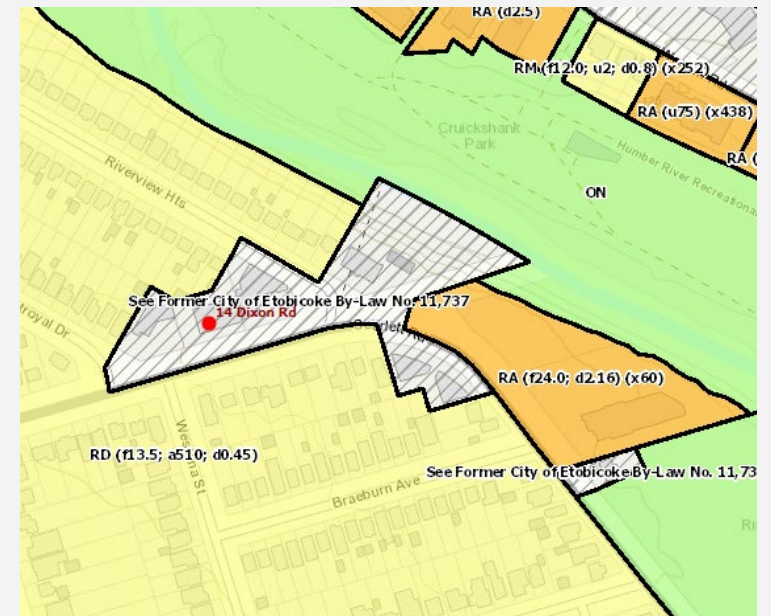 RA (d2.5)
RM (f12.0; u2; d0.8) (x252)
RA (u75) (x438)
RA (
Cruickshank
Park
Humber River Recreational
ON
Riverview Hts
See Former City of Etobicoke By-Law No. 11,737
14 Dixon Rd
RA (f24.0; d2.16) (x60)
RD (f13.5; a510; d0.45)
See Former City of Etobicoke By-Law No. 11,73
Braeburn Ave